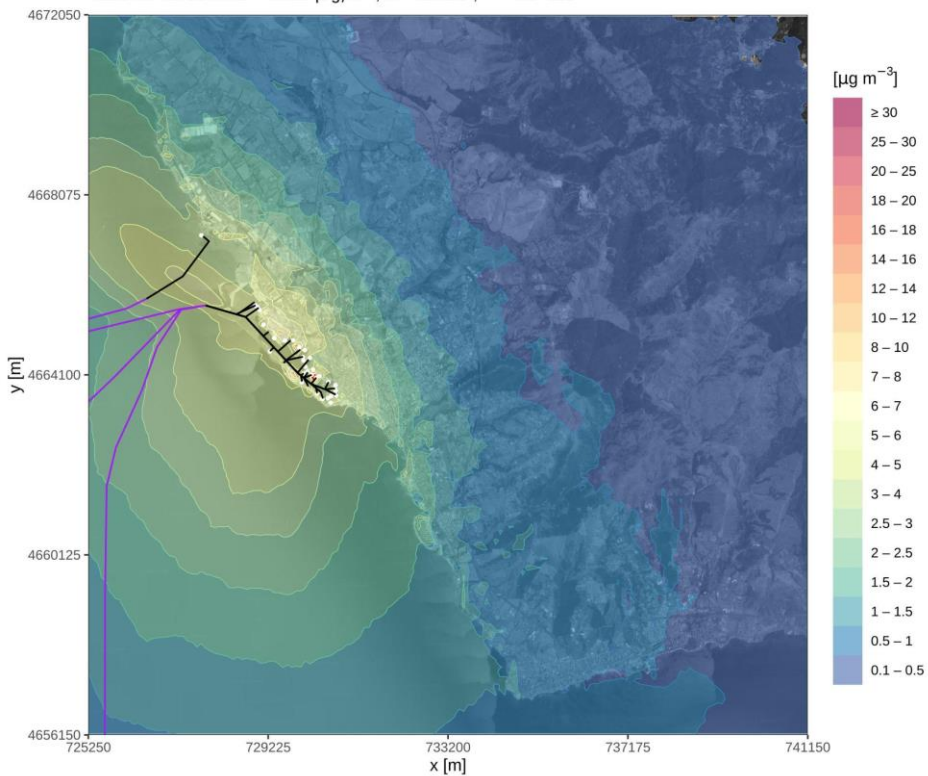 [µg m⁻³]
≥ 30
25 – 30
20 – 25
18 – 20
16 – 18
14 – 16
12 – 14
10 – 12
8 – 10
7 – 8
6 – 7
5 – 6
4 – 5
3 – 4
2.5 – 3
2 – 2.5
1.5 – 2
1 – 1.5
0.5 – 1
0.1 – 0.5
y [m]
4672050
4668075
4664100
4660125
4656150
725250
729225
733200
737175
741150
x [m]